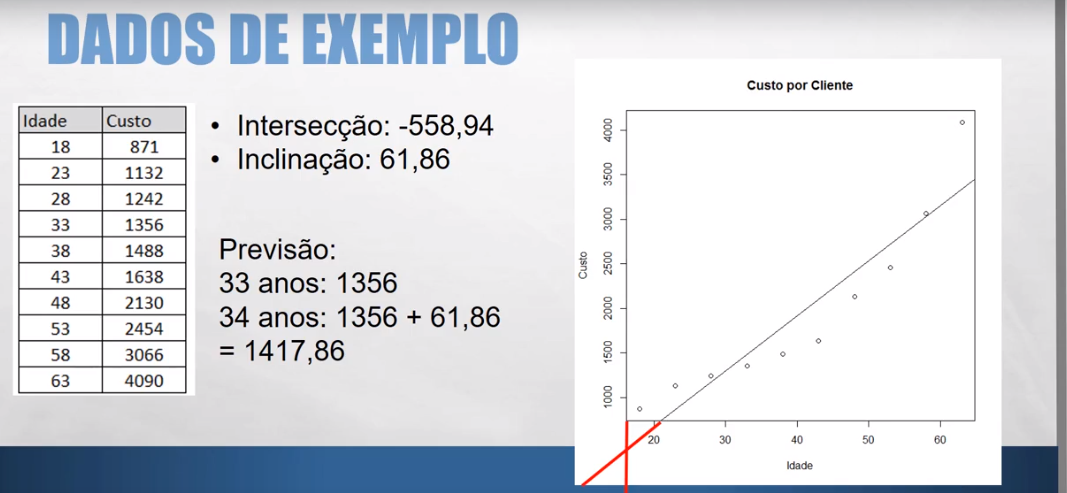 DADOS DE EXEMPLO
Idade Custo
18 871
23 1132
28 1242
33 1356
38 1488
43 1638
48 2130
53 2454
58 3066
63 4090
• Intersecção: -558,94
• Inclinação: 61,86
Previsão:
33 anos: 1356
34 anos: 1356 + 61,86
= 1417,86
Custo por Cliente
Custo
4000
3500
3000
2500
2000
1500
1000
20 30 40 50 60
Idade